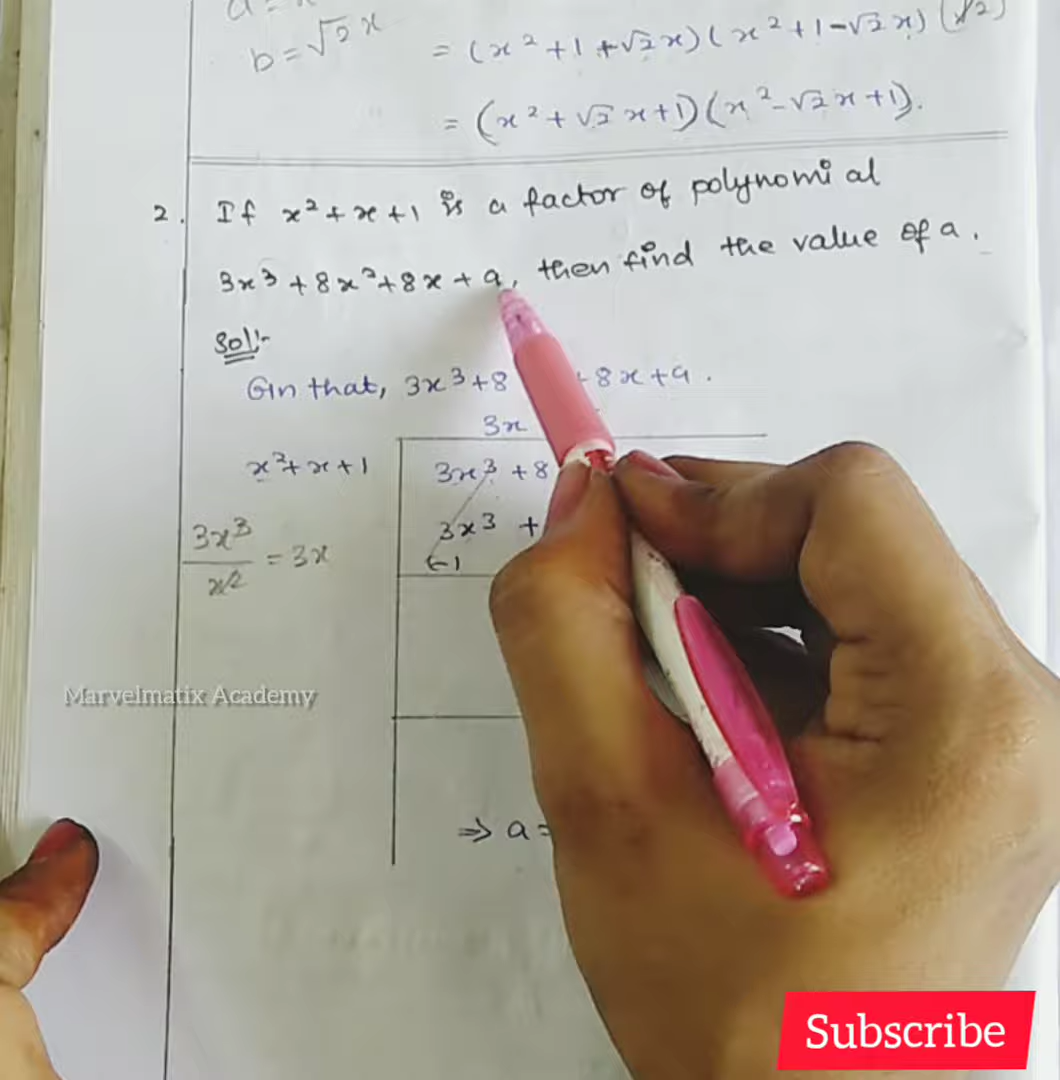 b = √2 x
= (x² + 1 + √2 x) ( x² + 1 - √2 x)
= (x² + √2 x + 1) (x² - √2 x + 1).
2. If x² + x + 1 is a factor of polynomial
3x³ + 8x² + 8x + a, then find the value of a.
Sol:-
Gn that, 3x³ + 8 + 8x + a.
3x
x² + x + 1 3x³ + 8
3x³ +
(-)
3x³/x² = 3x
Marvelmatix Academy
⇒ a =
Subscribe